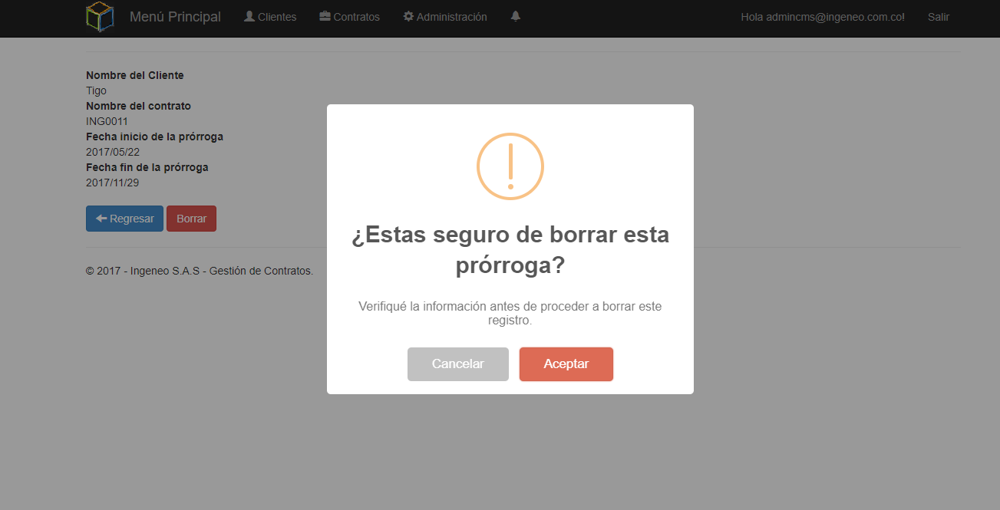 Menú Principal Clientes Contratos Administración Hola admincms@ingeneo.com.co! Salir
Nombre del Cliente
Tigo
Nombre del contrato
ING0011
Fecha inicio de la prórroga
2017/05/22
Fecha fin de la prórroga
2017/11/29
Regresar Borrar
© 2017 - Ingeneo S.A.S - Gestión de Contratos.
¿Estas seguro de borrar esta
prórroga?
Verifiqué la información antes de proceder a borrar este
registro.
Cancelar Aceptar